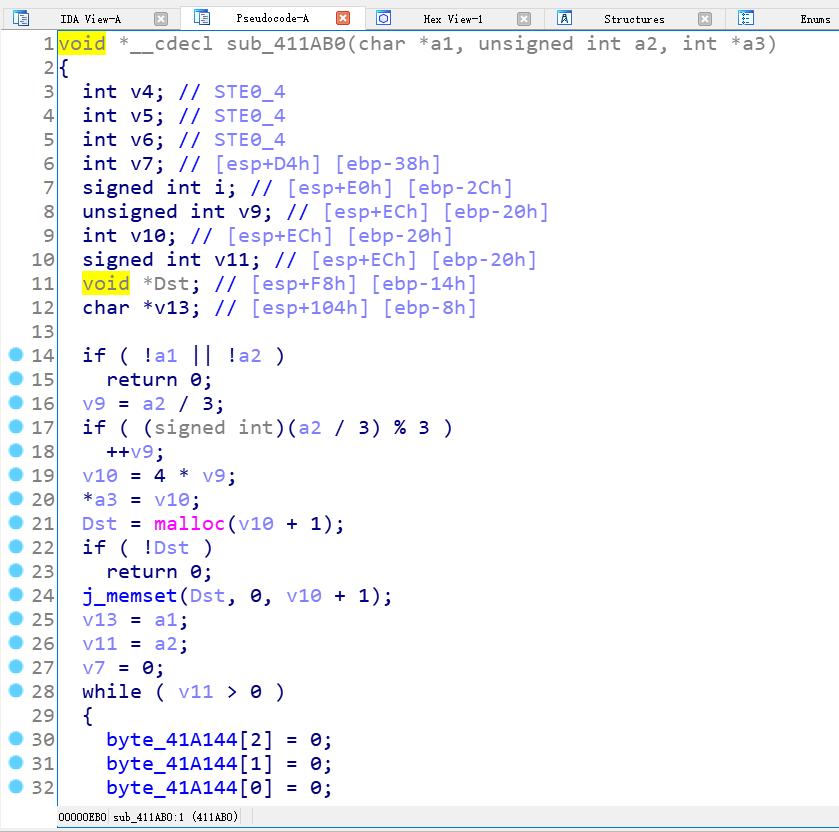 IDA View-A Pseudocode-A Hex View-1 Structures Enums
1 void *__cdecl sub_411AB0(char *a1, unsigned int a2, int *a3)
2 {
3 int v4; // STE0_4
4 int v5; // STE0_4
5 int v6; // STE0_4
6 int v7; // [esp+D4h] [ebp-38h]
7 signed int i; // [esp+E0h] [ebp-2Ch]
8 unsigned int v9; // [esp+ECh] [ebp-20h]
9 int v10; // [esp+ECh] [ebp-20h]
10 signed int v11; // [esp+ECh] [ebp-20h]
11 void *Dst; // [esp+F8h] [ebp-14h]
12 char *v13; // [esp+104h] [ebp-8h]
13
14 if ( !a1 || !a2 )
15 return 0;
16 v9 = a2 / 3;
17 if ( (signed int)(a2 / 3) % 3 )
18 ++v9;
19 v10 = 4 * v9;
20 *a3 = v10;
21 Dst = malloc(v10 + 1);
22 if ( !Dst )
23 return 0;
24 j_memset(Dst, 0, v10 + 1);
25 v13 = a1;
26 v11 = a2;
27 v7 = 0;
28 while ( v11 > 0 )
29 {
30 byte_41A144[2] = 0;
31 byte_41A144[1] = 0;
32 byte_41A144[0] = 0;
00000EB0 sub_411AB0:1 (411AB0)